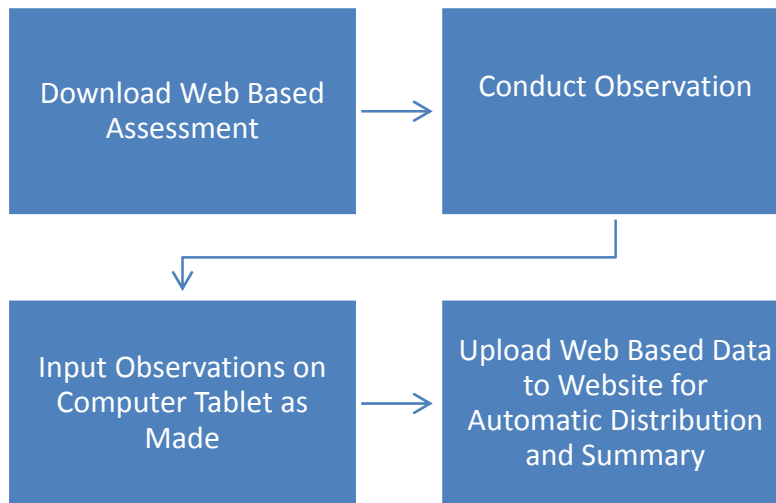 Download Web Based
Assessment
Conduct Observation
Input Observations on
Computer Tablet as
Made
Upload Web Based Data
to Website for
Automatic Distribution
and Summary